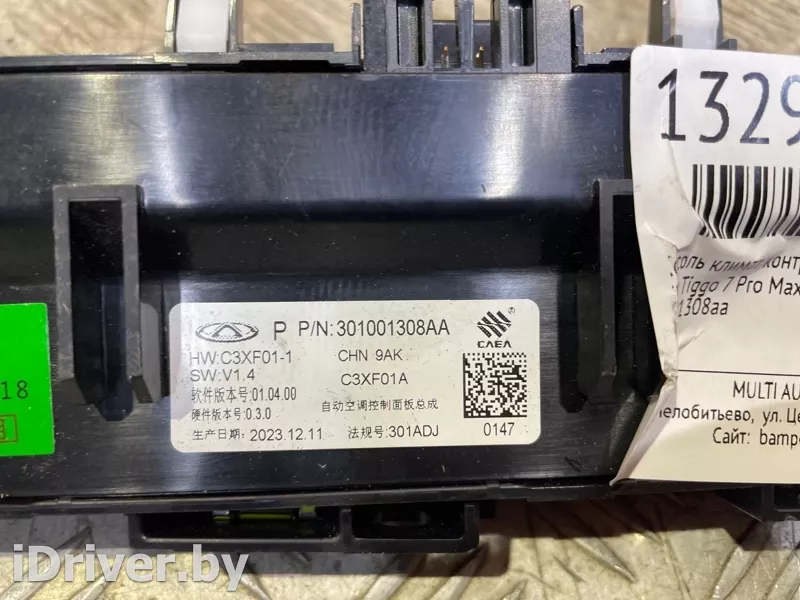 1329
P P/N:301001308AA
CAEA
HW:C3XF01-1 CHN 9AK
SW:V1.4 C3XF01A
软件版本号:01.04.00
硬件版本号:0.3.0 自动空调控制面板总成
生产日期: 2023.12.11 法规号:301ADJ 0147
18
Tiggo 7 Pro Max
1308aa
MULTI AU
ул. Це
Сайт: bamp
iDriver.by